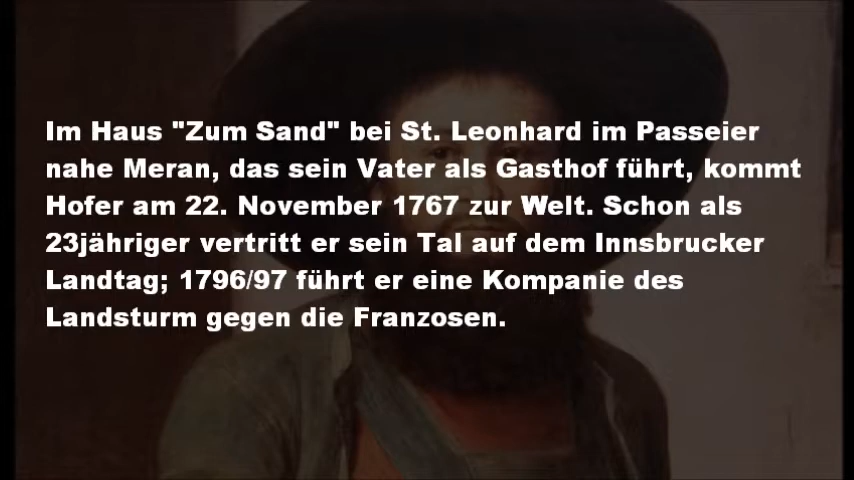 Im Haus "Zum Sand" bei St. Leonhard im Passeier
nahe Meran, das sein Vater als Gasthof führt, kommt
Hofer am 22. November 1767 zur Welt. Schon als
23jähriger vertritt er sein Tal auf dem Innsbrucker
Landtag; 1796/97 führt er eine Kompanie des
Landsturm gegen die Franzosen.